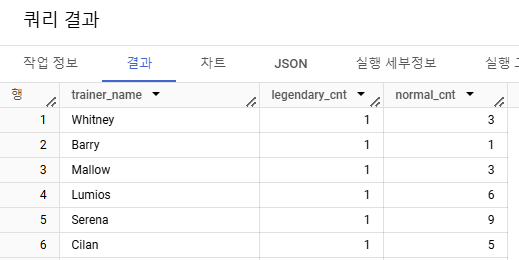 쿼리 결과
작업 정보 결과 차트 JSON 실행 세부정보 실행
행 trainer_name legendary_cnt normal_cnt
1 Whitney 1 3
2 Barry 1 1
3 Mallow 1 3
4 Lumios 1 6
5 Serena 1 9
6 Cilan 1 5